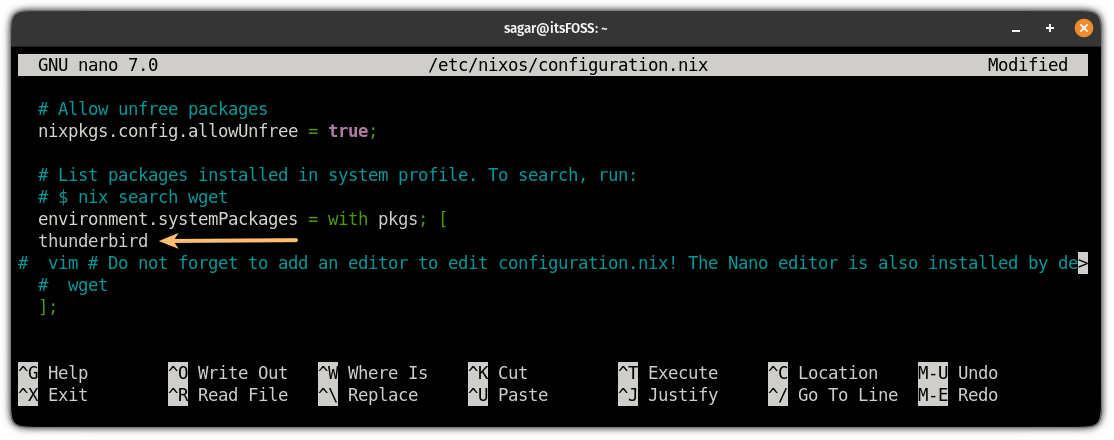 sagar@itsFOSS: ~
GNU nano 7.0 /etc/nixos/configuration.nix Modified
# Allow unfree packages
nixpkgs.config.allowUnfree = true;
# List packages installed in system profile. To search, run:
# $ nix search wget
environment.systemPackages = with pkgs; [
thunderbird
#  vim # Do not forget to add an editor to edit configuration.nix! The Nano editor is also installed by de>
#  wget
];
^G Help ^O Write Out ^W Where Is ^K Cut ^T Execute ^C Location M-U Undo
^X Exit ^R Read File ^\ Replace ^U Paste ^J Justify ^/ Go To Line M-E Redo